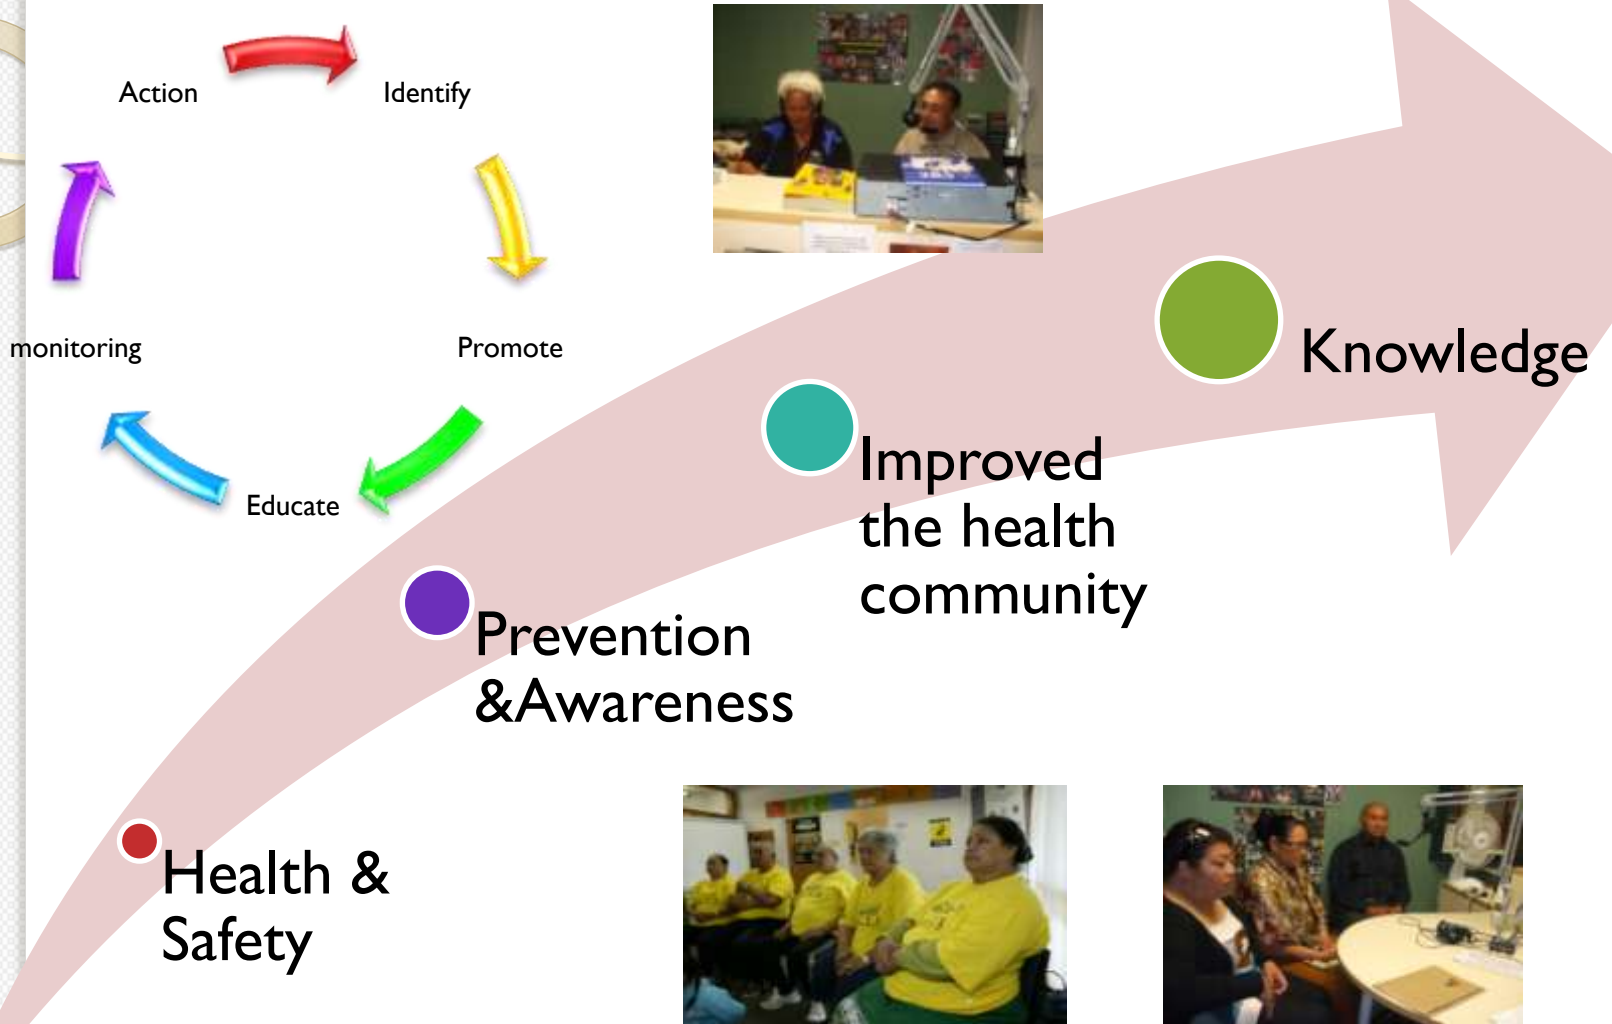 Action
Identify
monitoring
Promote
Educate
Knowledge
Improved
the health
community
Prevention
&Awareness
Health &
Safety